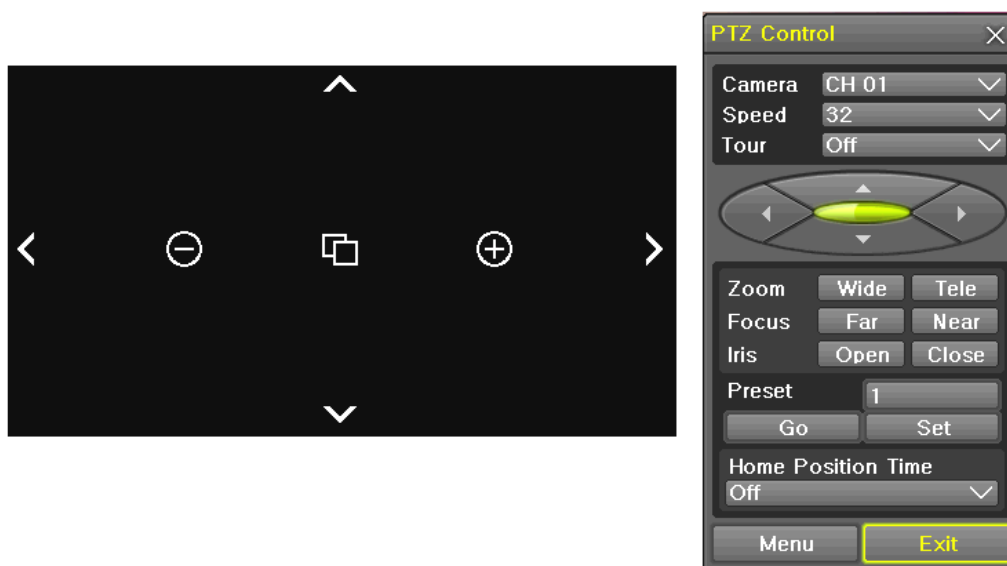 PTZ Control
Camera CH 01
Speed 32
Tour Off
Zoom Wide Tele
Focus Far Near
Iris Open Close
Preset 1
Go Set
Home Position Time
Off
Menu Exit